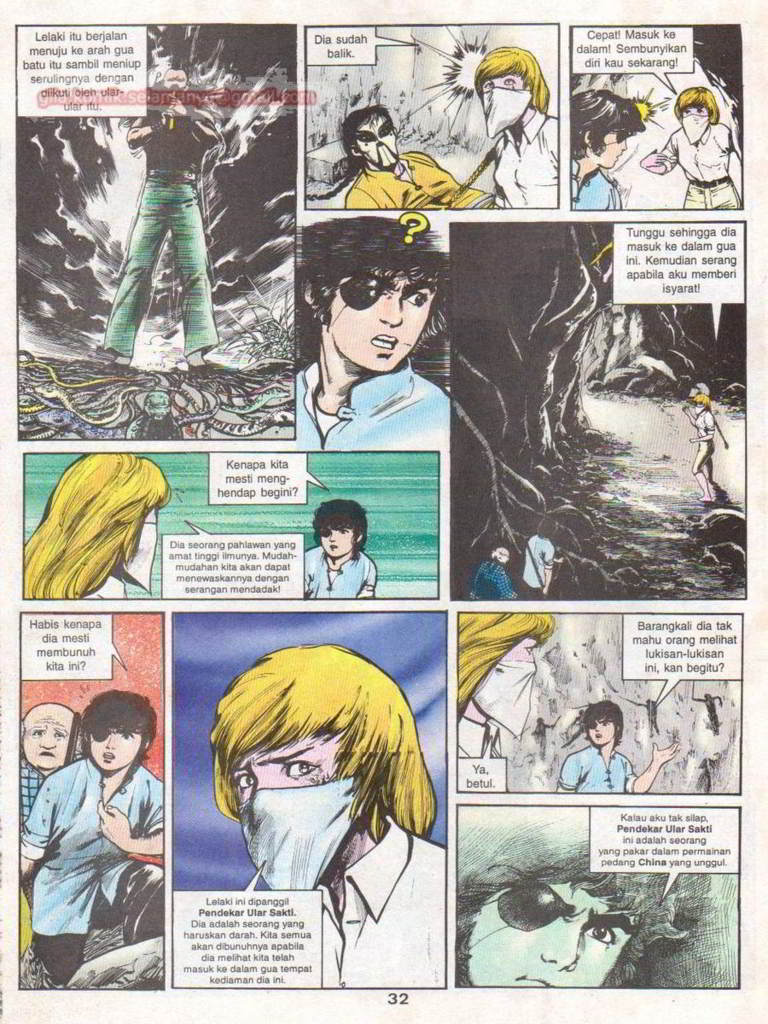 Lelaki itu berjalan
menuju ke arah gua
batu itu sambil meniup
serulingnya dengan
diikuti oleh ular-
ular itu.
Dia sudah
balik.
Cepat! Masuk ke
dalam! Sembunyikan
diri kau sekarang!
?
Tunggu sehingga dia
masuk ke dalam gua
ini. Kemudian serang
apabila aku memberi
isyarat!
Kenapa kita
mesti meng-
hendap begini?
Dia seorang pahlawan yang
amat tinggi ilmunya. Mudah-
mudahan kita akan dapat
menewaskannya dengan
serangan mendadak!
Habis kenapa
dia mesti
membunuh
kita ini?
Lelaki ini dipanggil
Pendekar Ular Sakti.
Dia adalah seorang yang
haruskan darah. Kita semua
akan dibunuhnya apabila
dia melihat kita telah
masuk ke dalam gua tempat
kediaman dia ini.
Barangkali dia tak
mahu orang melihat
lukisan-lukisan
ini, kan begitu?
Ya,
betul.
Kalau aku tak silap,
Pendekar Ular Sakti
ini adalah seorang
yang pakar dalam permainan
pedang China yang unggul.
32